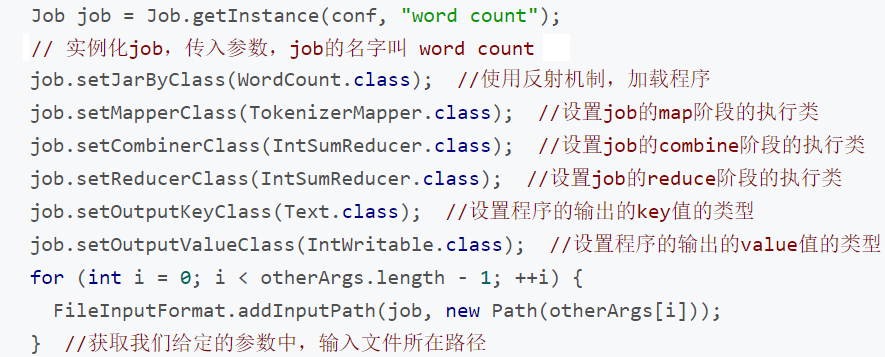 Job job = Job.getInstance(conf, "word count");
// 实例化job，传入参数，job的名字叫 word count
job.setJarByClass(WordCount.class);  //使用反射机制，加载程序
job.setMapperClass(TokenizerMapper.class);  //设置job的map阶段的执行类
job.setCombinerClass(IntSumReducer.class);  //设置job的combine阶段的执行类
job.setReducerClass(IntSumReducer.class);  //设置job的reduce阶段的执行类
job.setOutputKeyClass(Text.class);  //设置程序的输出的key值的类型
job.setOutputValueClass(IntWritable.class);  //设置程序的输出的value值的类型
for (int i = 0; i < otherArgs.length - 1; ++i) {
  FileInputFormat.addInputPath(job, new Path(otherArgs[i]));
}  //获取我们给定的参数中，输入文件所在路径